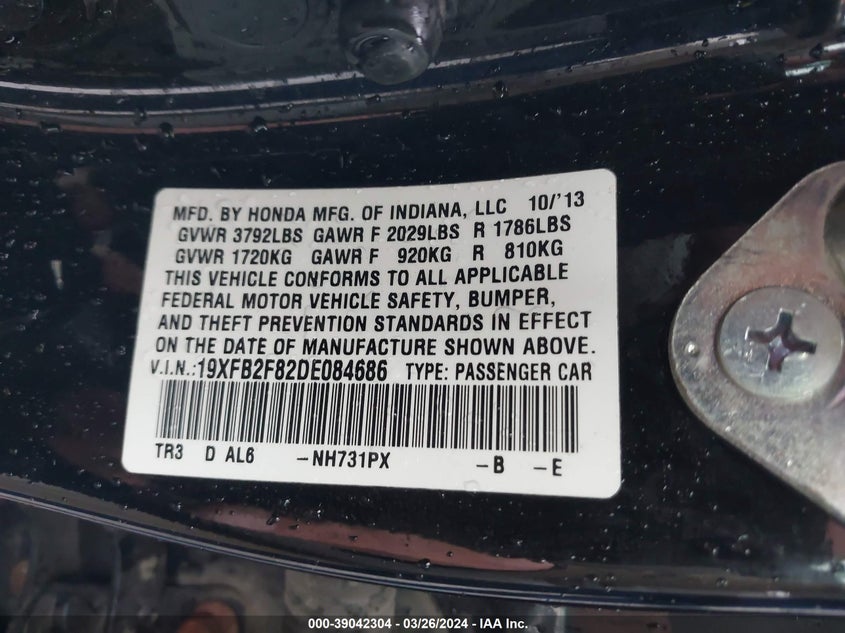 MFD. BY HONDA MFG. OF INDIANA, LLC 10/'13
GVWR 3792LBS GAWR F 2029LBS R 1786LBS
GVWR 1720KG GAWR F 920KG R 810KG
THIS VEHICLE CONFORMS TO ALL APPLICABLE
FEDERAL MOTOR VEHICLE SAFETY, BUMPER,
AND THEFT PREVENTION STANDARDS IN EFFECT
ON THE DATE OF MANUFACTURE SHOWN ABOVE.
V.I.N.:19XFB2F82DE084686 TYPE: PASSENGER CAR
TR3 D AL6 -NH731PX -B -E
000-39042304 - 03/26/2024 - IAA Inc.